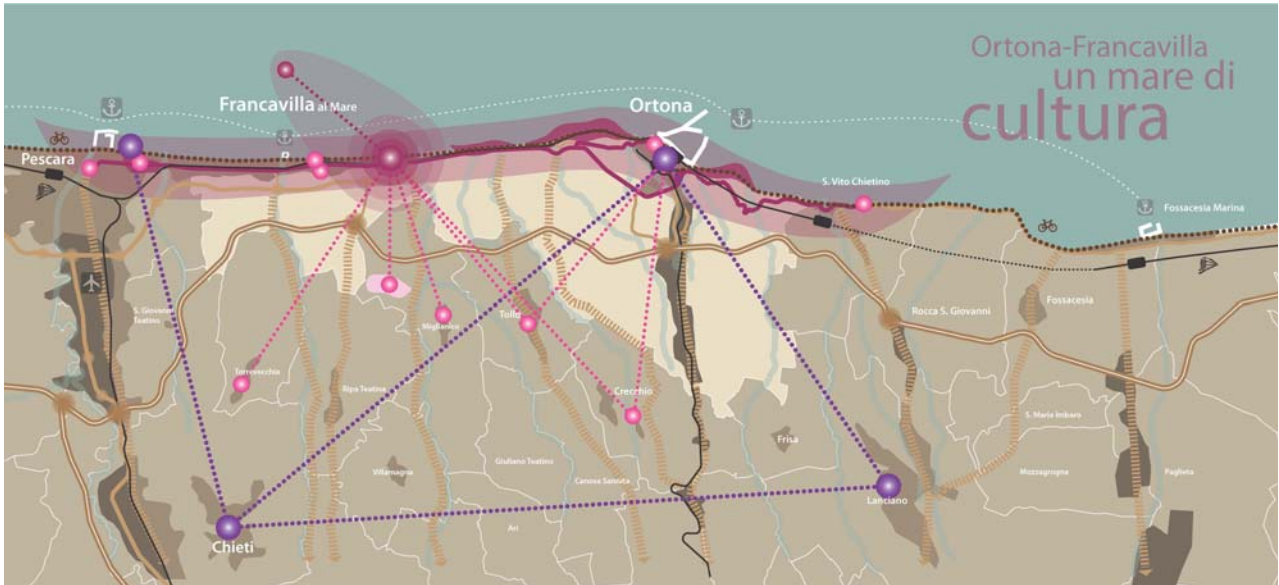 Ortona-Francavilla
un mare di
cultura
Francavilla al Mare
Ortona
Pescara
S. Vito Chietino
Fossacesia Marina
S. Giovanni
Teatino
Miglianico
Tollo
Rocca S. Giovanni
Fossacesia
Torrevecchia
Ripa Teatina
Crecchio
S. Maria Imbaro
Frisa
Villamagna
Giuliano Teatino
Canosa Sannita
Mozzagrogna
Paglieta
Lanciano
Ari
Chieti